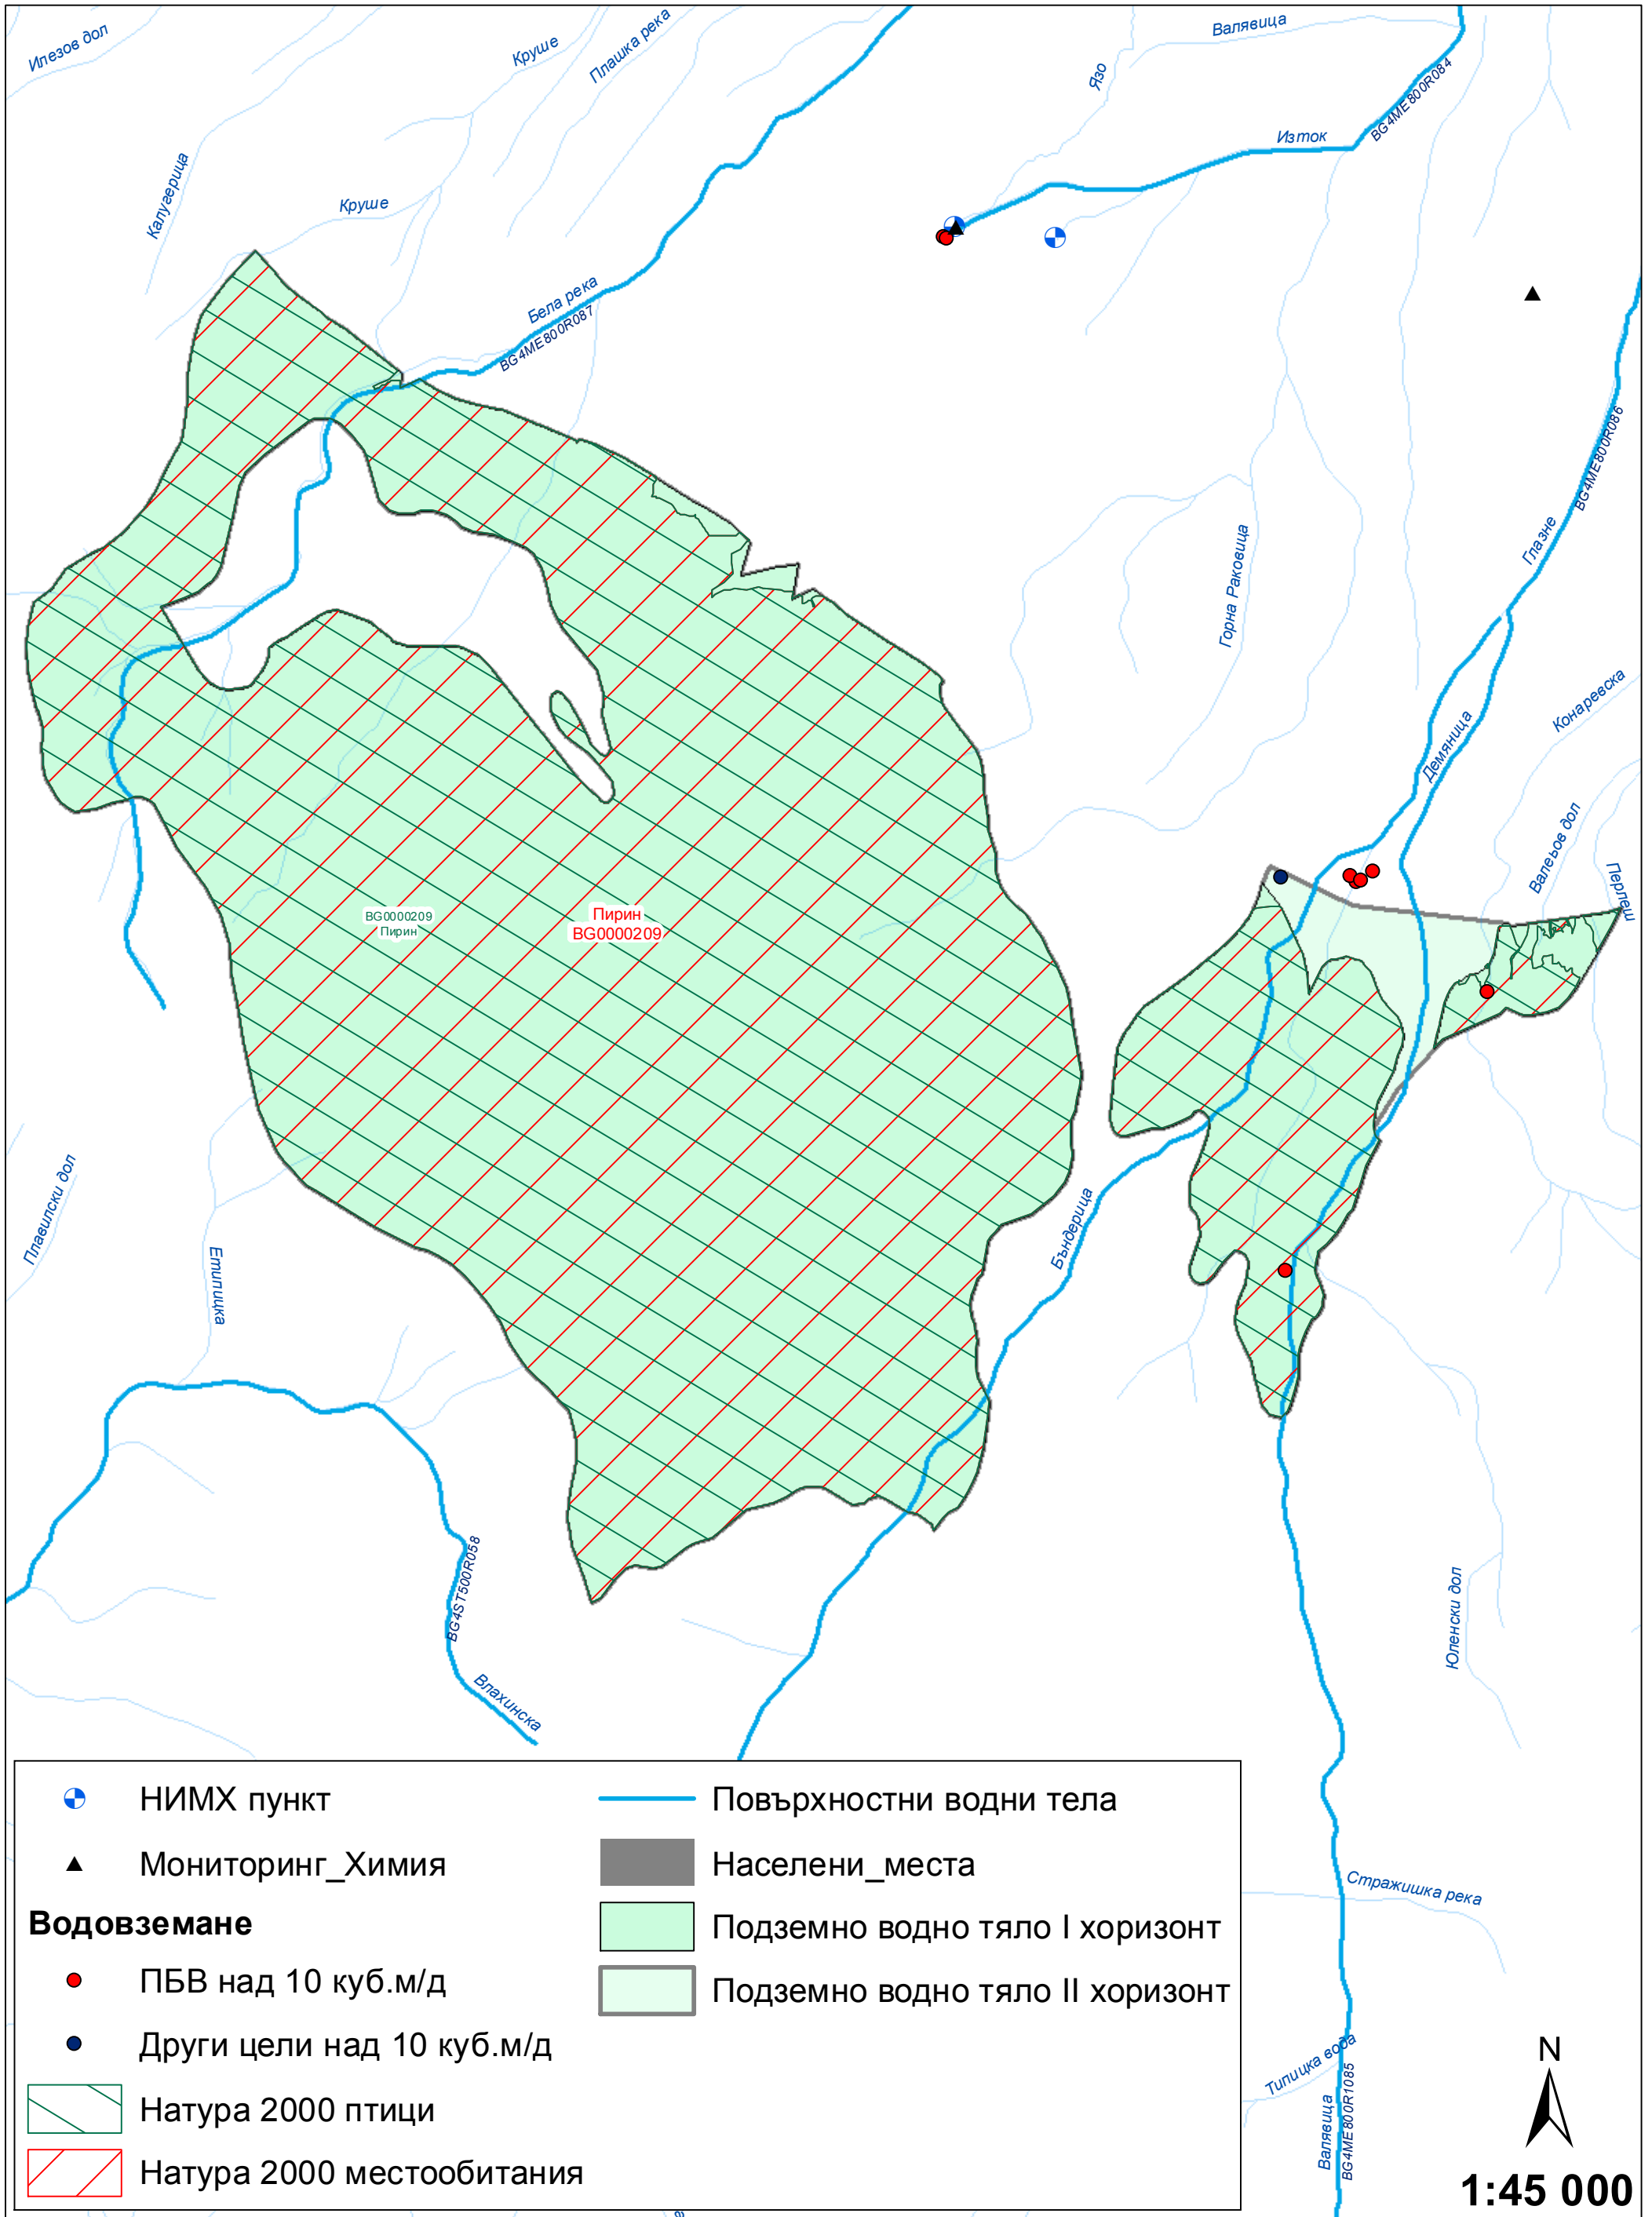 Илезов дол
Круше
Плашка река
Валявица
Язо
BG4ME800R084
Изток
Калугерица
Круше
Бела река
BG4ME800R087
BG4ME800R086
Глазне
Горна Раковица
Конаревска
Демяница
Валеьов дол
Перлеш
BG0000209
Пирин
Пирин
BG0000209
Плавилски дол
Етипицка
Бъндерица
BG4ST500R058
Юленски дол
Влахинска
НИМХ пункт
Мониторинг_Химия
Водовземане
ПБВ над 10 куб.м/д
Други цели над 10 куб.м/д
Натура 2000 птици
Натура 2000 местообитания
Повърхностни водни тела
Населени_места
Подземно водно тяло I хоризонт
Подземно водно тяло II хоризонт
Стражишка река
Типицка вода
Валявица
BG4ME800R1085
N
1:45 000